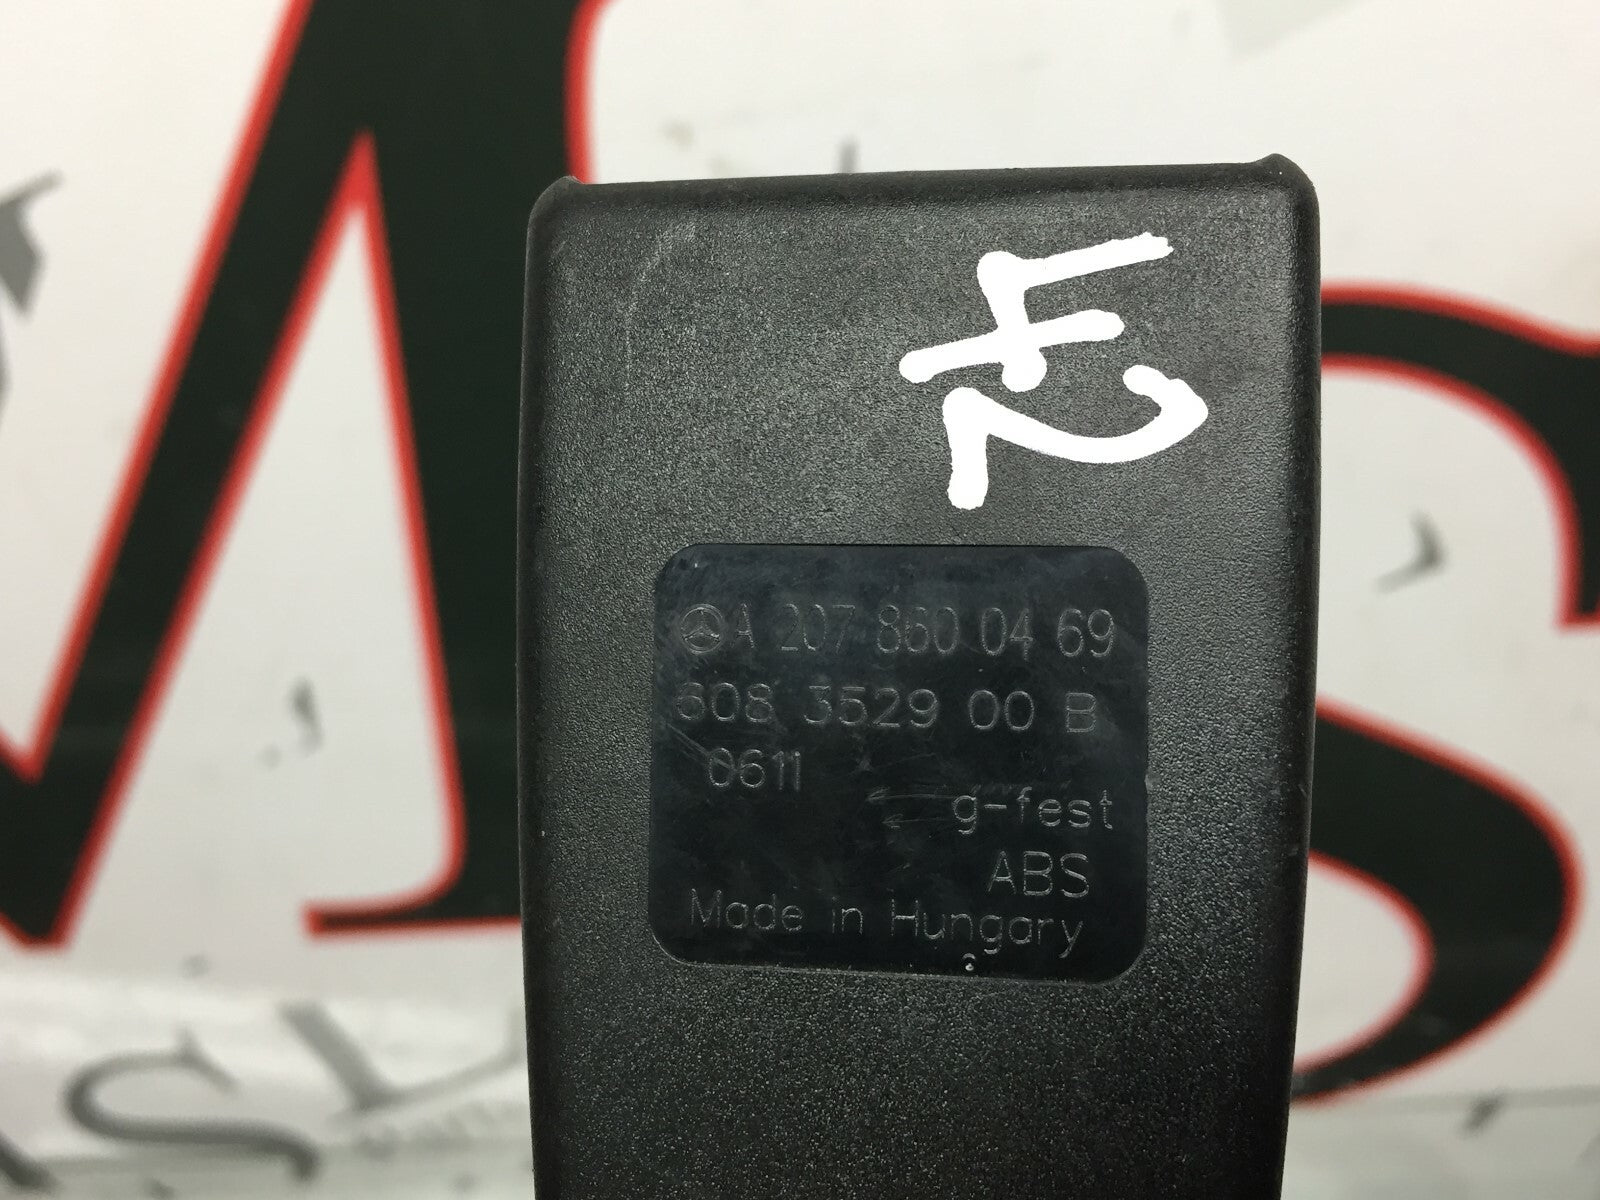 A 207 860 04 69
608 3529 00 B
0611
g-fest
ABS
Made in Hungary